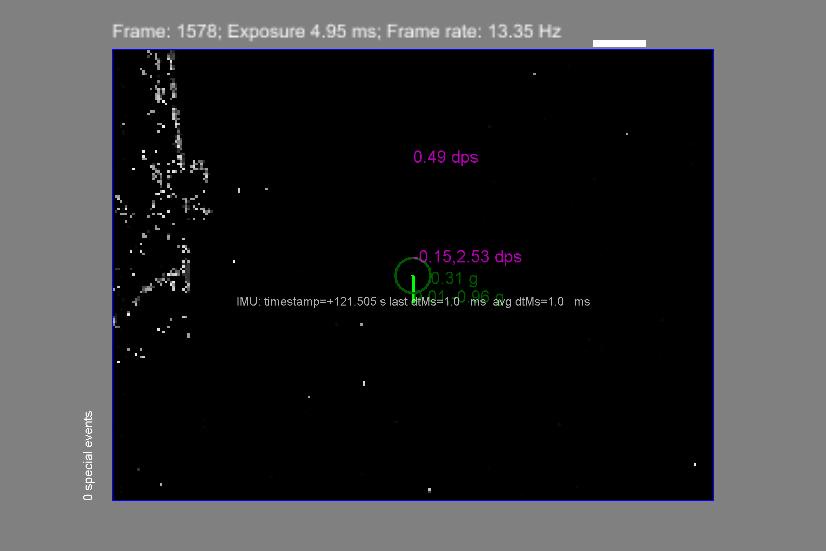 Frame: 1578; Exposure 4.95 ms; Frame rate: 13.35 Hz
0.49 dps
-0.15,2.53 dps
0.31 g
0.96 g
IMU: timestamp=+121.505 s last dtMs=1.0 ms avg dtMs=1.0 ms
0 special events